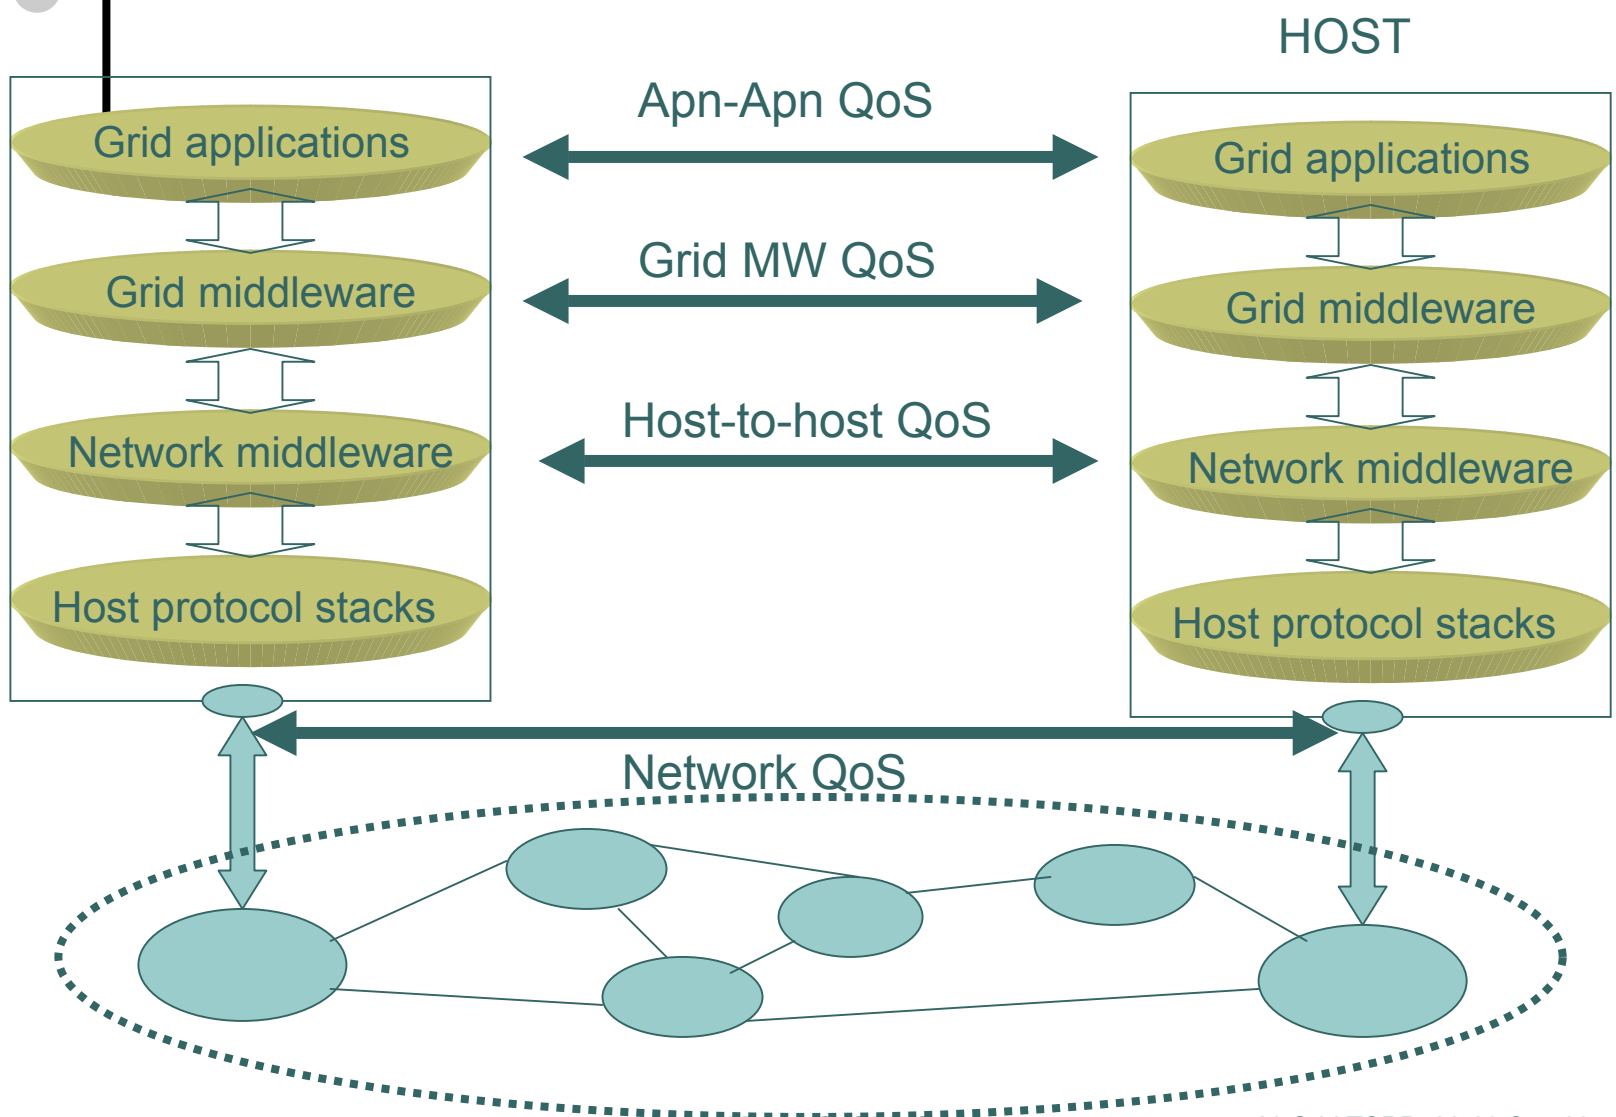 HOST
Apn-Apn QoS
Grid applications
Grid applications
Grid MW QoS
Grid middleware
Grid middleware
Host-to-host QoS
Network middleware
Network middleware
Host protocol stacks
Host protocol stacks
Network QoS